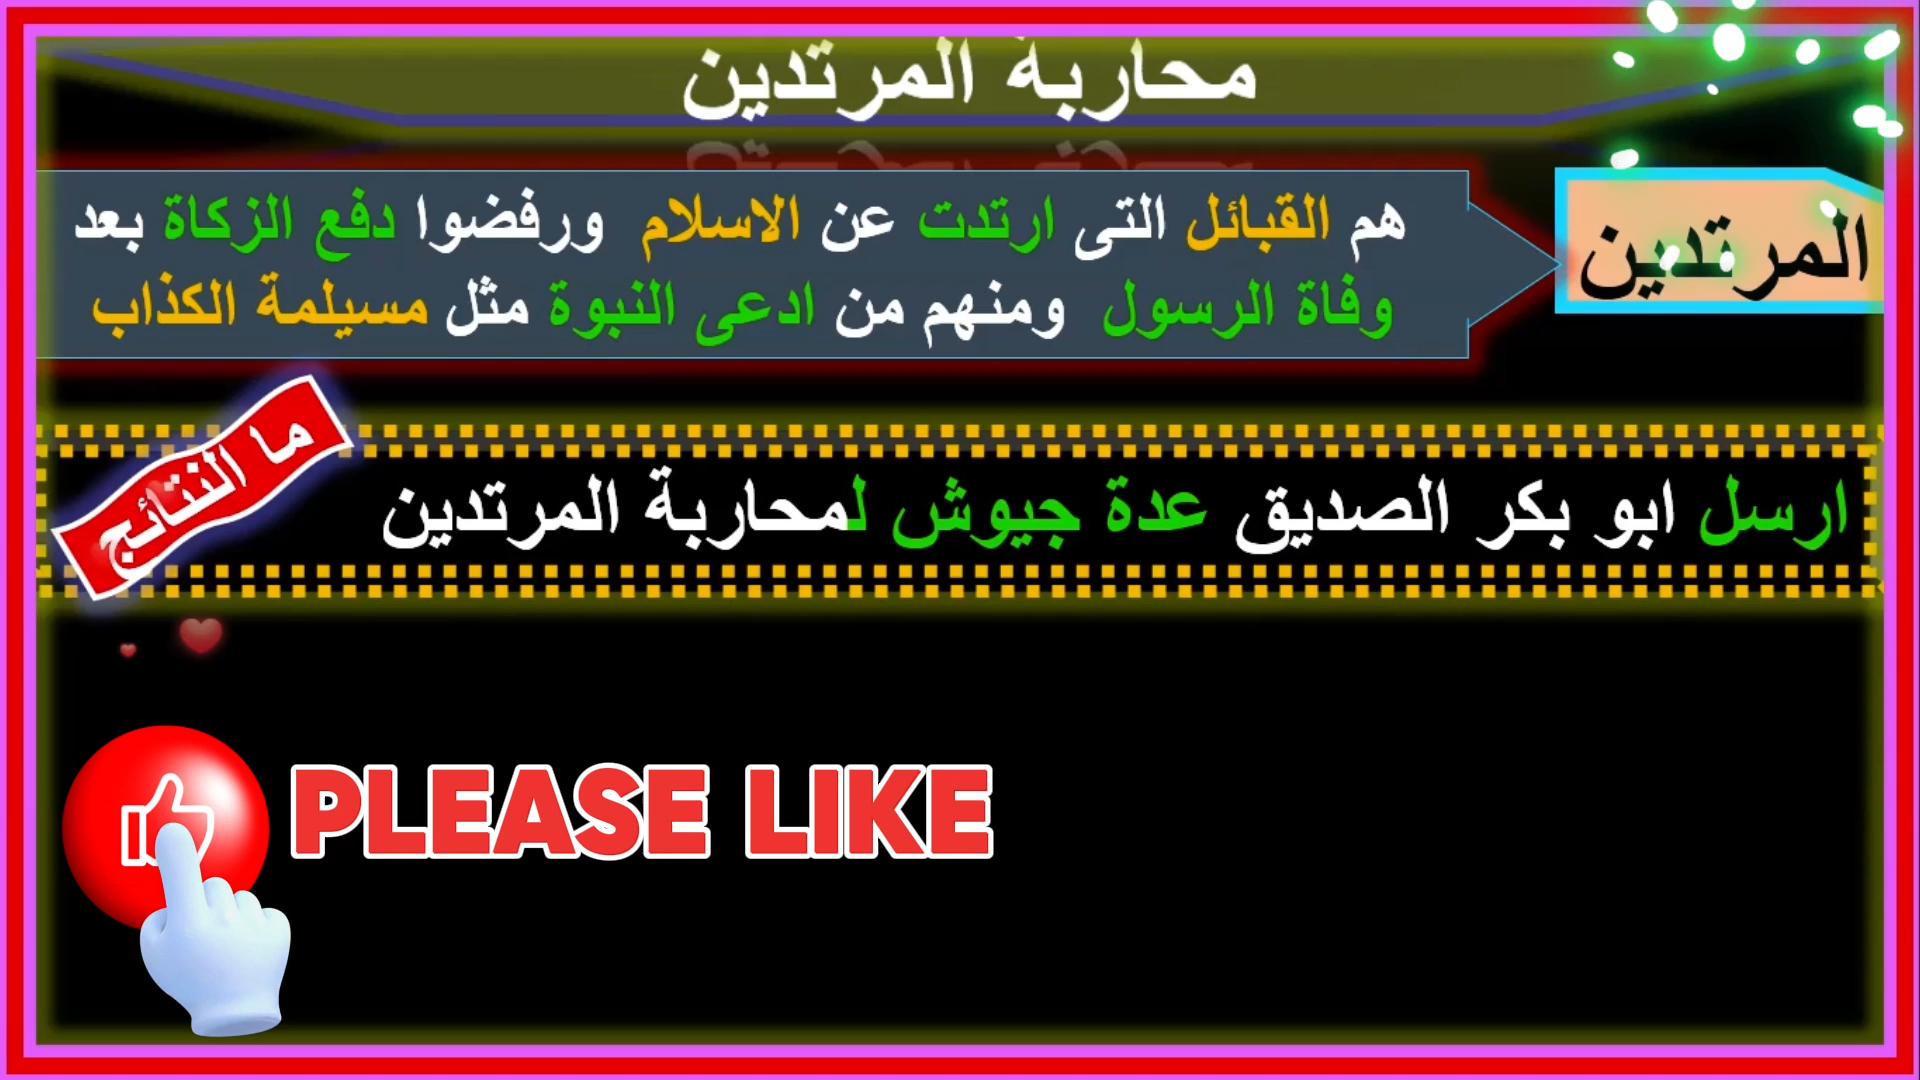 محاربة المرتدين
المرتدين
هم القبائل التى ارتدت عن الاسلام ورفضوا دفع الزكاة بعد
وفاة الرسول ومنهم من ادعى النبوة مثل مسيلمة الكذاب
ارسل ابو بكر الصديق عدة جيوش لمحاربة المرتدين
ما النتائج
PLEASE LIKE